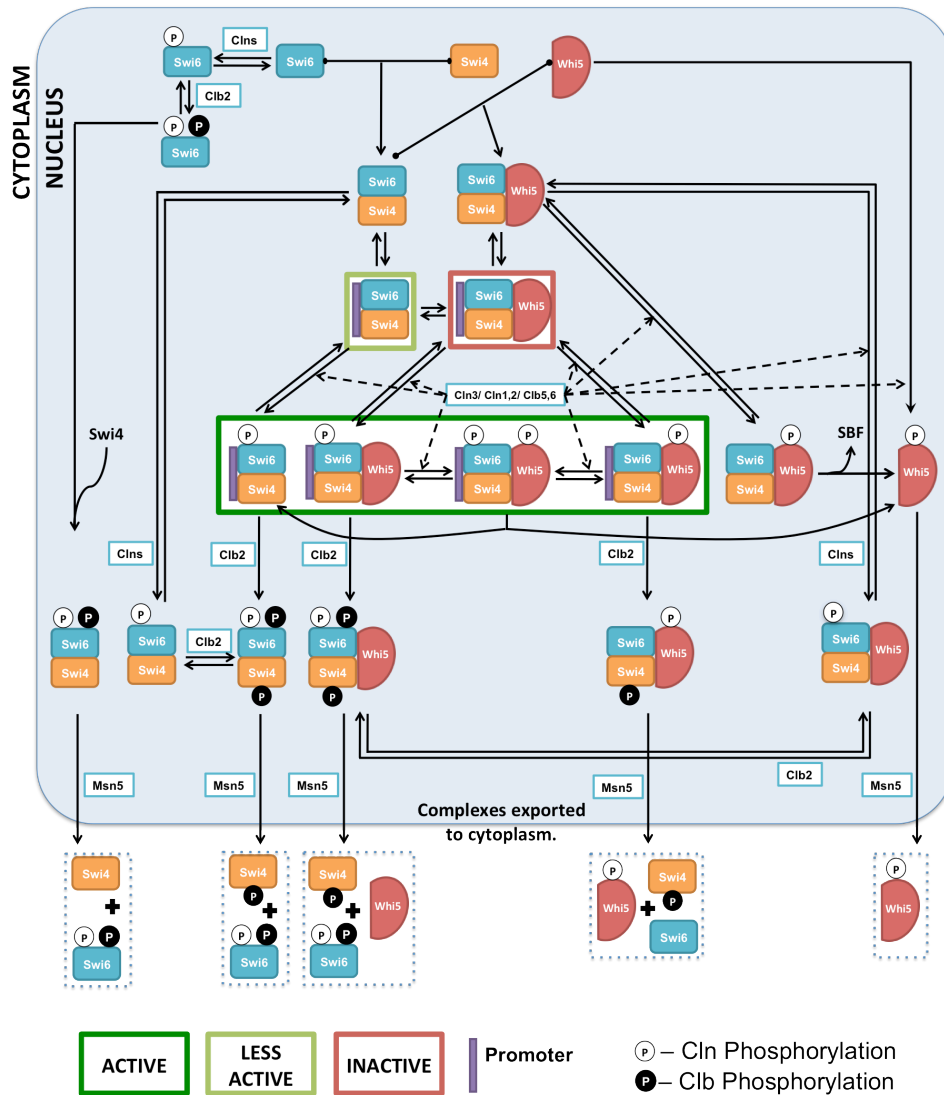 CYTOPLASM
NUCLEUS
P
Clns
Swi6
Swi6
Swi4
Whi5
Clb2
P P
Swi6
Swi6
Swi4
Swi6
Swi4
Whi5
Swi6
Swi4
Swi6
Swi4
Whi5
Cln3/ Cln1,2/ Clb5,6
Swi4
P
Swi6
Swi4
P
Swi6
Swi4
Whi5
P P
Swi6
Swi4
Whi5
P
Swi6
Swi4
Whi5
P
Swi6
Swi4
Whi5
SBF
P
Whi5
Clns
Clb2
Clb2
Clb2
Clns
P P
Swi6
Swi4
P
Swi6
Swi4
Clb2
P P
Swi6
Swi4
P
P P
Swi6
Swi4
Whi5
P
P
Swi6
Swi4
Whi5
P
P
Swi6
Swi4
Whi5
Clb2
Msn5
Msn5
Msn5
Msn5
Msn5
Complexes exported
to cytoplasm.
Swi4
+
P P
Swi6
Swi4
P
+
P P
Swi6
Swi4
P
+
P P
Swi6
Whi5
P
Whi5
+
Swi4
P
Swi6
P
Whi5
ACTIVE
LESS
ACTIVE
INACTIVE
Promoter
P – Cln Phosphorylation
P – Clb Phosphorylation